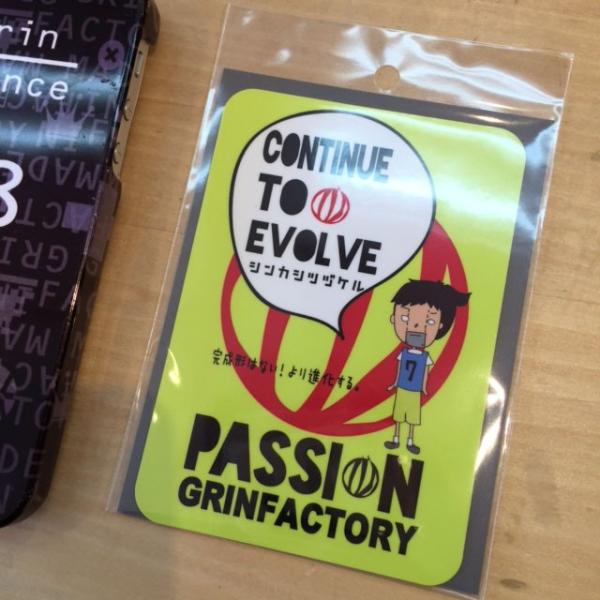 rin
nce
8
CONTINUE
TO
EVOLVE
シンカシツヅケル
7
完成形はない！より進化する。
PASSION
GRINFACTORY